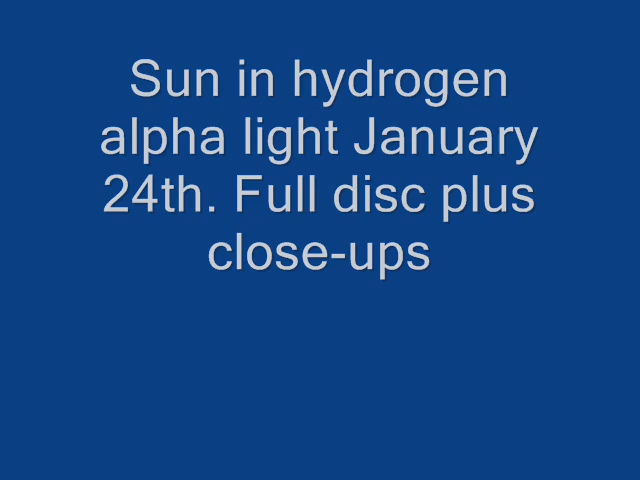 Sun in hydrogen
alpha light January
24th. Full disc plus
close-ups